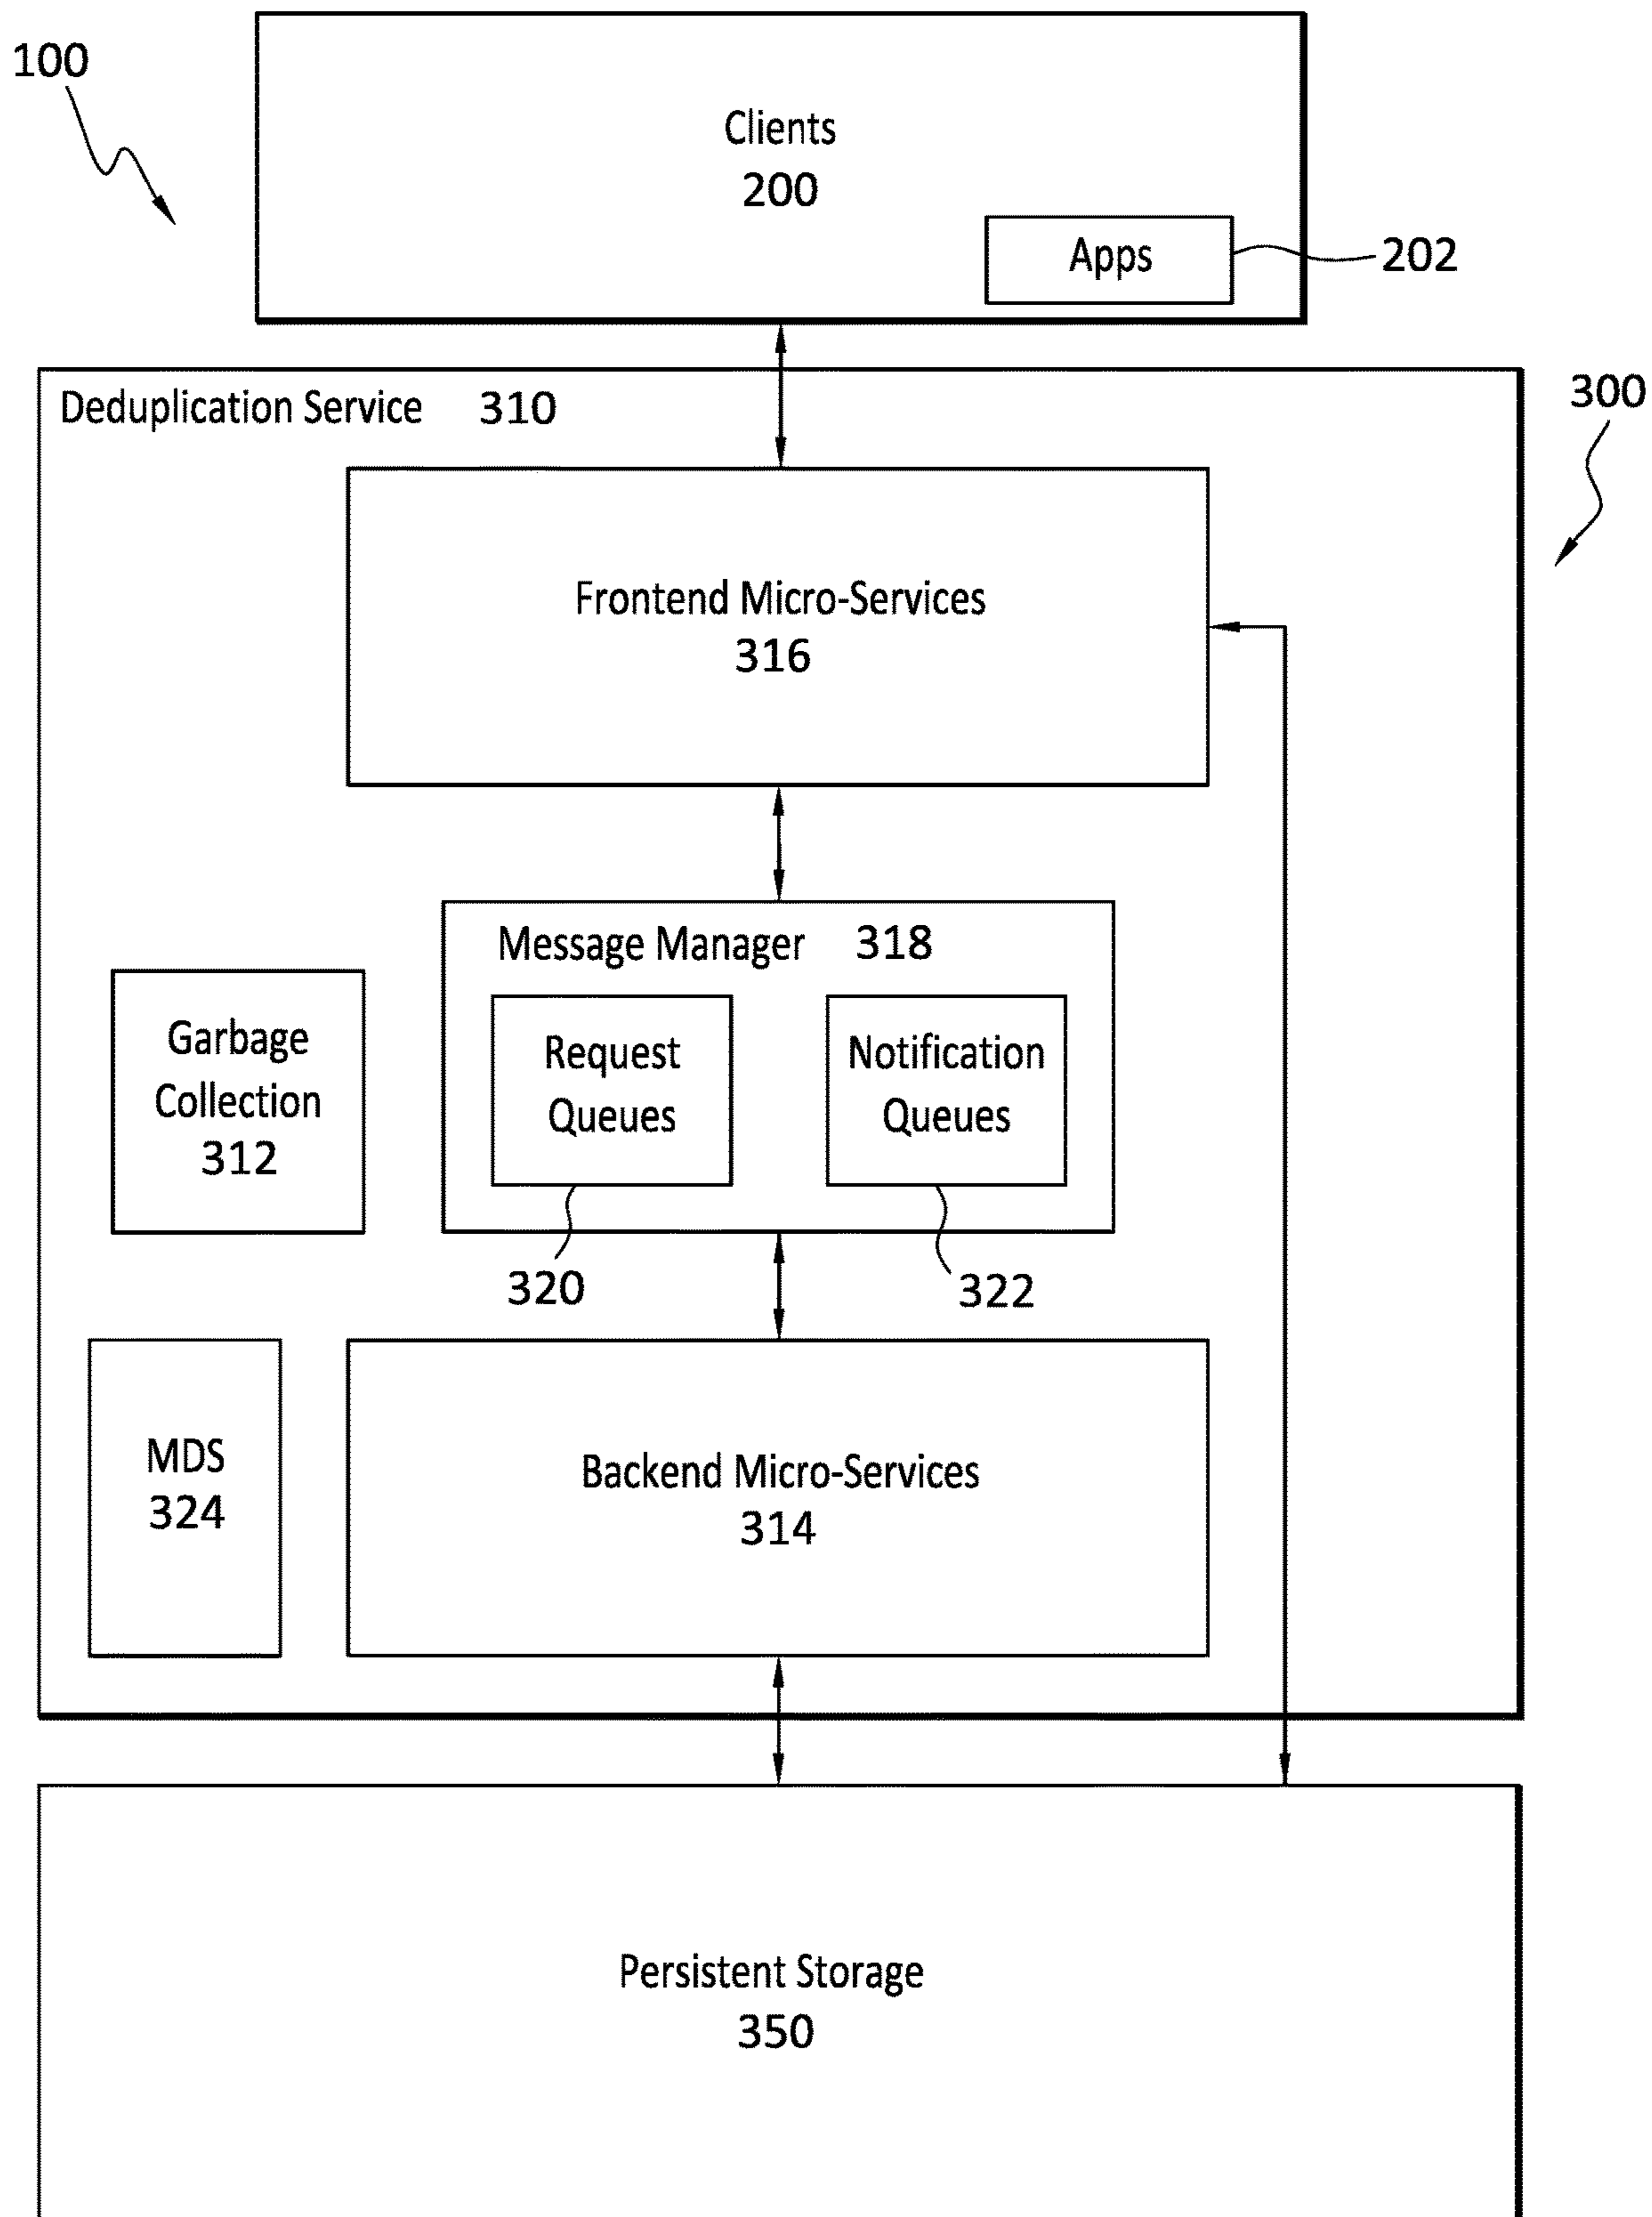 100
Clients
200
Apps
202
Deduplication Service 310
300
Frontend Micro-Services
316
Message Manager 318
Garbage
Collection
312
Request
Queues
Notification
Queues
320
322
MDS
324
Backend Micro-Services
314
Persistent Storage
350